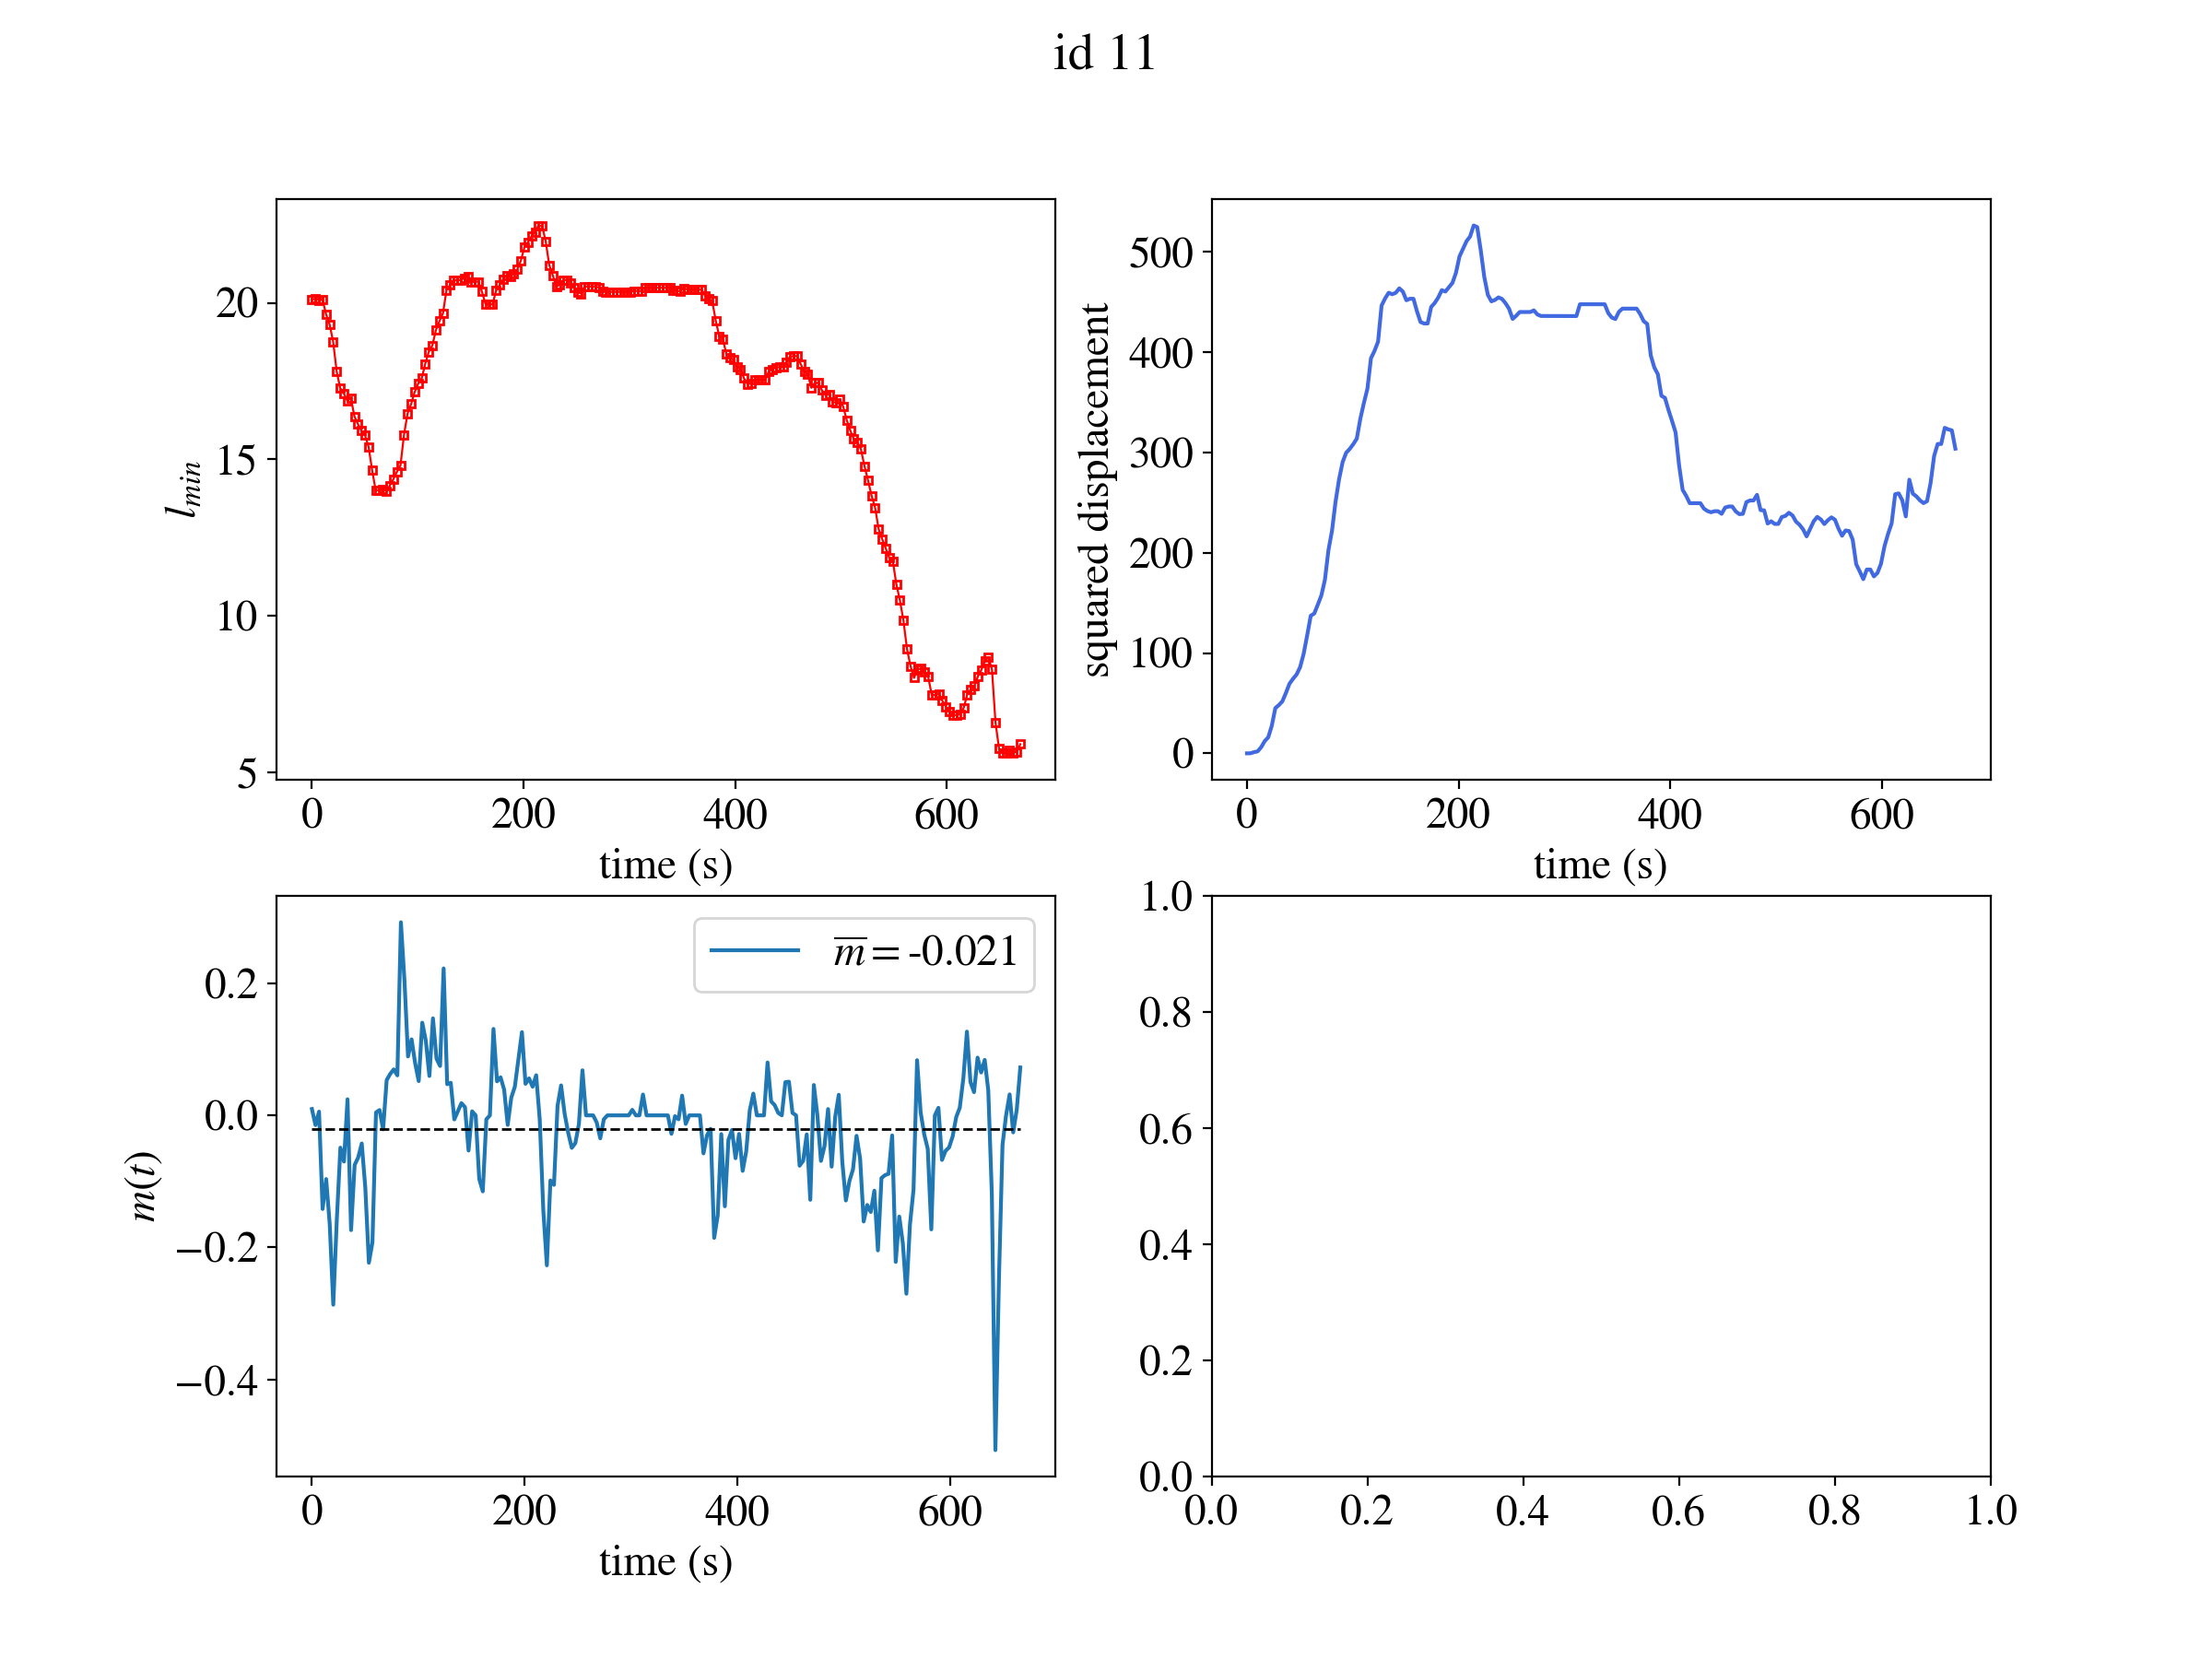 id 11
20
15
10
5
l_min
0 200 400 600
time (s)
500
400
300
200
100
0
squared displacement
0 200 400 600
time (s)
m̅ = -0.021
0.2
0.0
−0.2
−0.4
m(t)
0 200 400 600
time (s)
1.0
0.8
0.6
0.4
0.2
0.0
0.0 0.2 0.4 0.6 0.8 1.0